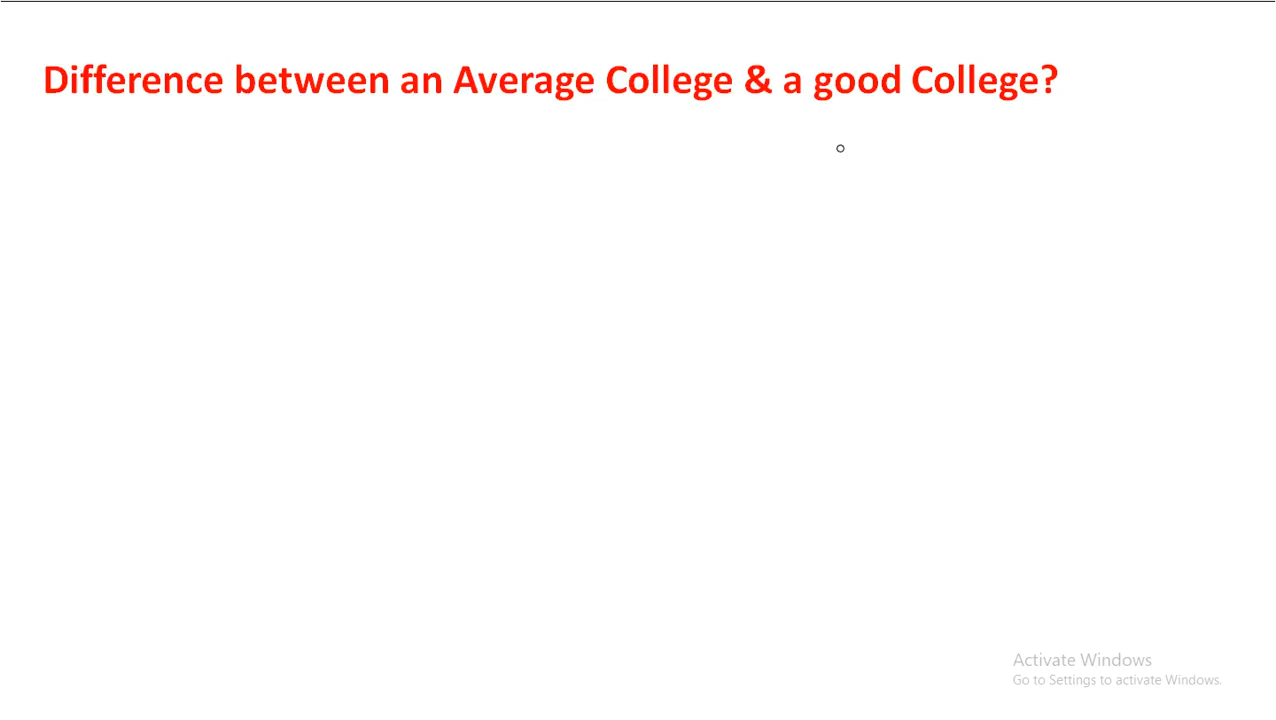 Difference between an Average College & a good College?
Activate Windows
Go to Settings to activate Windows.